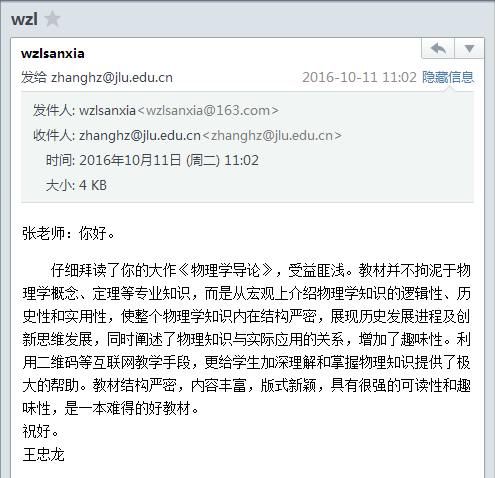 wzl
wzlsanxia
发给 zhanghz@jlu.edu.cn 2016-10-11 11:02 隐藏信息
发件人: wzlsanxia<wzlsanxia@163.com>
收件人: zhanghz@jlu.edu.cn<zhanghz@jlu.edu.cn>
时间: 2016年10月11日 (周二) 11:02
大小: 4 KB
张老师：你好。
仔细拜读了你的大作《物理学导论》，受益匪浅。教材并不拘泥于物
理学概念、定理等专业知识，而是从宏观上介绍物理学知识的逻辑性、历
史性和实用性，使整个物理学知识内在结构严密，展现历史发展进程及创
新思维发展，同时阐述了物理知识与实际应用的关系，增加了趣味性。利
用二维码等互联网教学手段，更给学生加深理解和掌握物理知识提供了极
大的帮助。教材结构严密，内容丰富，版式新颖，具有很强的可读性和趣
味性，是一本难得的好教材。
祝好。
王忠龙